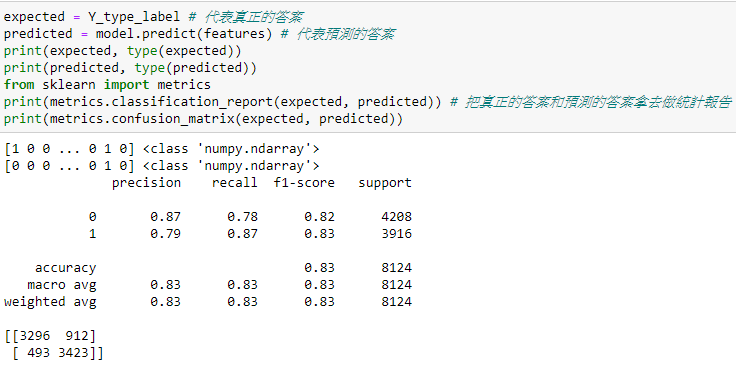 expected = Y_type_label # 代表真正的答案
predicted = model.predict(features) # 代表預測的答案
print(expected, type(expected))
print(predicted, type(predicted))
from sklearn import metrics
print(metrics.classification_report(expected, predicted)) # 把真正的答案和預測的答案拿去做統計報告
print(metrics.confusion_matrix(expected, predicted))
[1 0 0 ... 0 1 0] <class 'numpy.ndarray'>
[0 0 0 ... 0 1 0] <class 'numpy.ndarray'>
precision recall f1-score support
0 0.87 0.78 0.82 4208
1 0.79 0.87 0.83 3916
accuracy 0.83 8124
macro avg 0.83 0.83 0.83 8124
weighted avg 0.83 0.83 0.83 8124
[[3296 912]
[ 493 3423]]